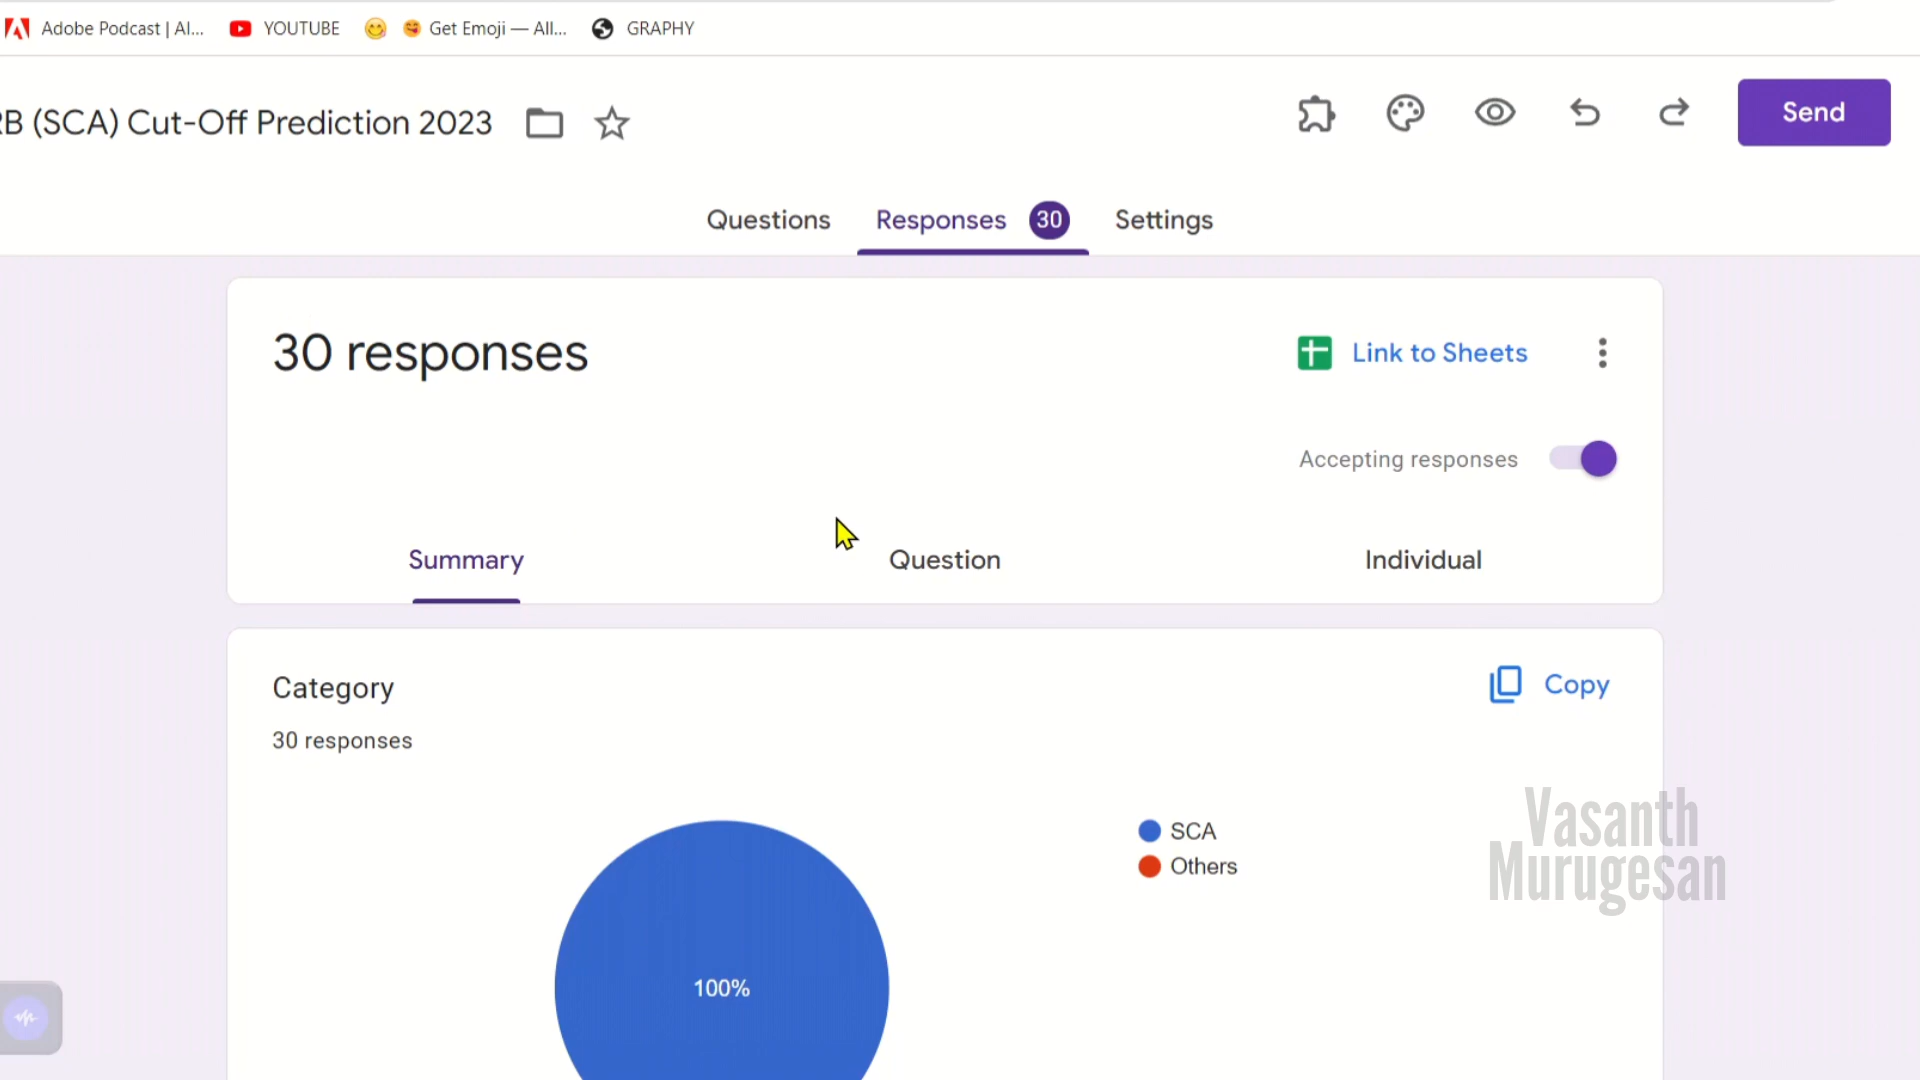 Adobe Podcast | AI... YOUTUBE Get Emoji — All... GRAPHY
RB (SCA) Cut-Off Prediction 2023
Send
Questions Responses 30 Settings
30 responses
Link to Sheets
Accepting responses
Summary Question Individual
Category
Copy
30 responses
SCA
Others
100%
Vasanth
Murugesan